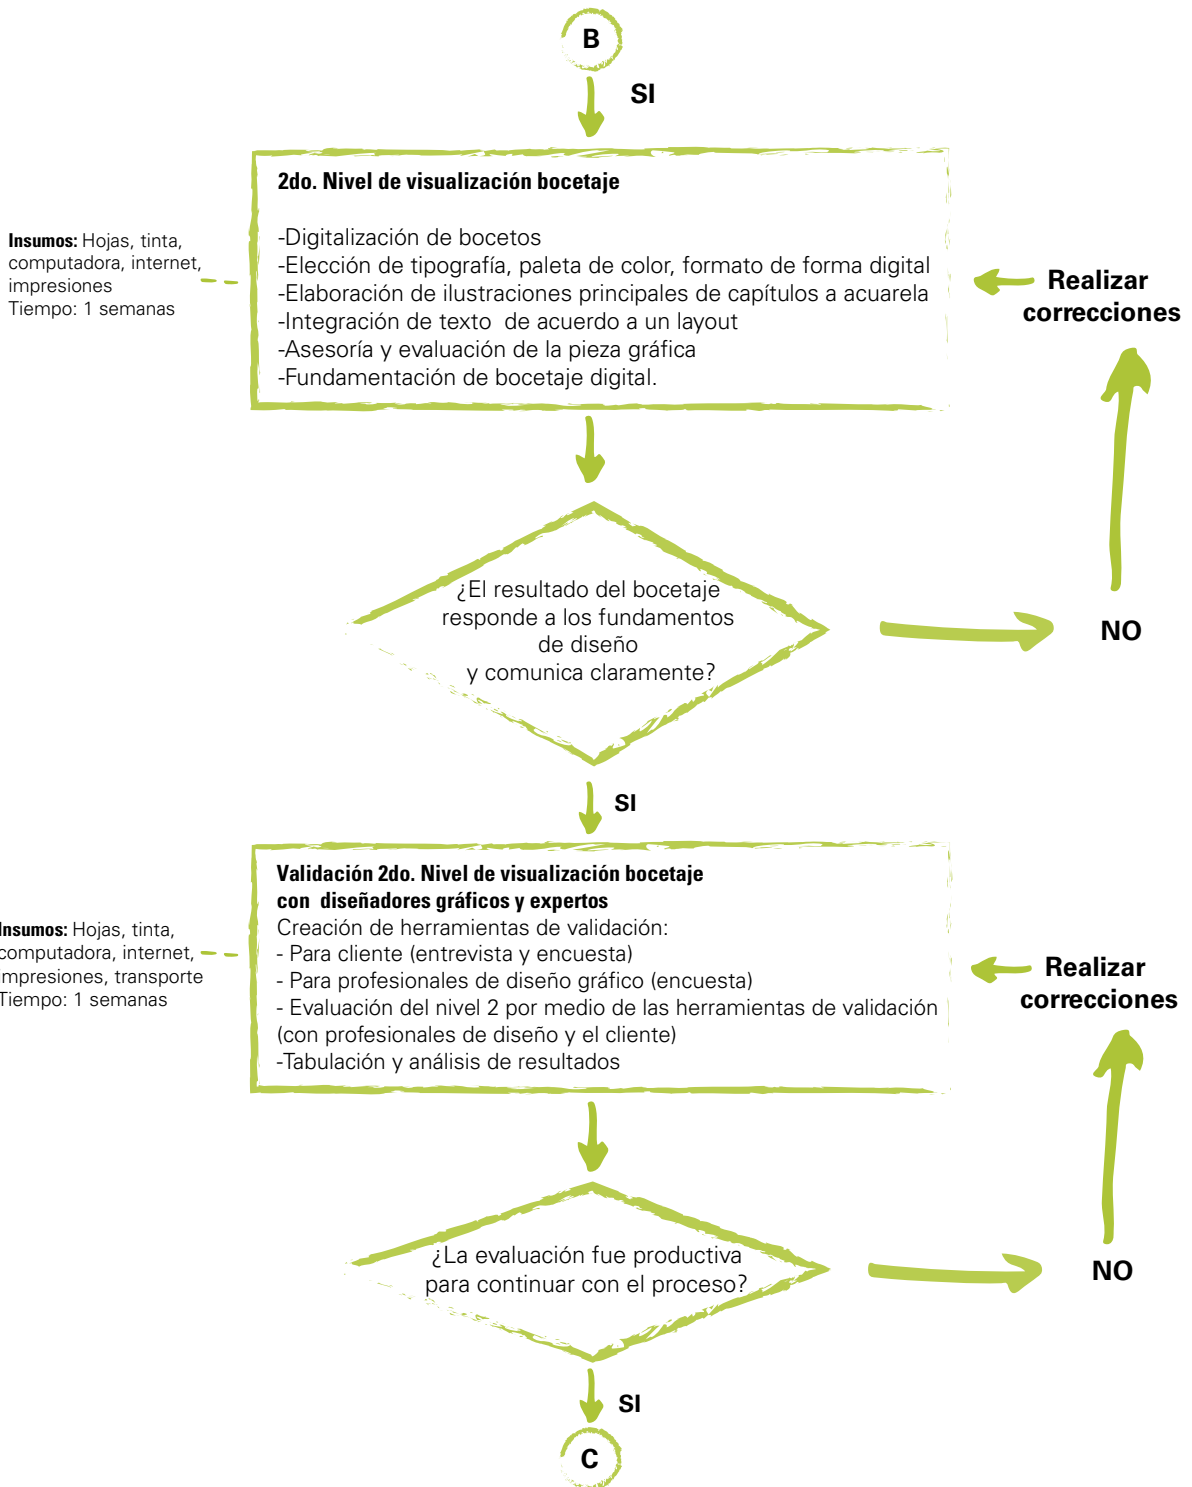 B
SI
2do. Nivel de visualización bocetaje
-Digitalización de bocetos
-Elección de tipografía, paleta de color, formato de forma digital
-Elaboración de ilustraciones principales de capítulos a acuarela
-Integración de texto de acuerdo a un layout
-Asesoría y evaluación de la pieza gráfica
-Fundamentación de bocetaje digital.
Insumos: Hojas, tinta,
computadora, internet,
impresiones
Tiempo: 1 semanas
Realizar
correcciones
¿El resultado del bocetaje
responde a los fundamentos
de diseño
y comunica claramente?
NO
SI
Validación 2do. Nivel de visualización bocetaje
con diseñadores gráficos y expertos
Creación de herramientas de validación:
- Para cliente (entrevista y encuesta)
- Para profesionales de diseño gráfico (encuesta)
- Evaluación del nivel 2 por medio de las herramientas de validación
(con profesionales de diseño y el cliente)
-Tabulación y análisis de resultados
Insumos: Hojas, tinta,
computadora, internet,
impresiones, transporte
Tiempo: 1 semanas
Realizar
correcciones
¿La evaluación fue productiva
para continuar con el proceso?
NO
SI
C